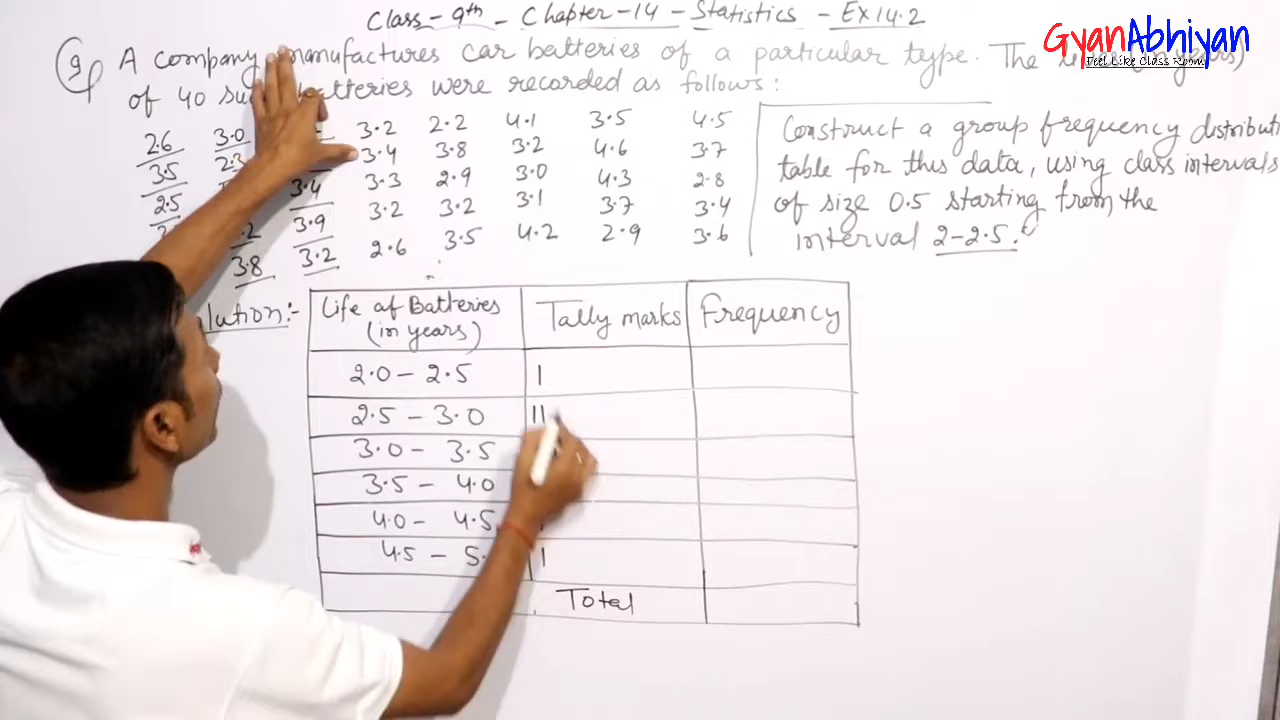 Class - 9th - Chapter - 14 - Statistics - Ex 14.2
GyanAbhiyan
Feel Like Class Room
9 A company manufactures car batteries of a particular type. The years)
of 40 batteries were recorded as follows:
2.6 3.0 3.2 2.2 4.1 3.5 4.5
3.5 2.3 3.4 3.8 3.2 4.6 3.7
2.5 3.4 3.3 2.9 3.0 4.3 2.8
3.9 3.2 3.2 3.1 3.7 3.4
3.8 3.2 2.6 3.5 4.2 2.9 3.6
Construct a group frequency
table for this data, using class intervals
of size 0.5 starting from the
interval 2-2.5.
Life of Batteries (in years) Tally marks Frequency
2.0 - 2.5 |
2.5 - 3.0 ||
3.0 - 3.5
3.5 - 4.0
4.0 - 4.5
4.5 - 5. |
Total